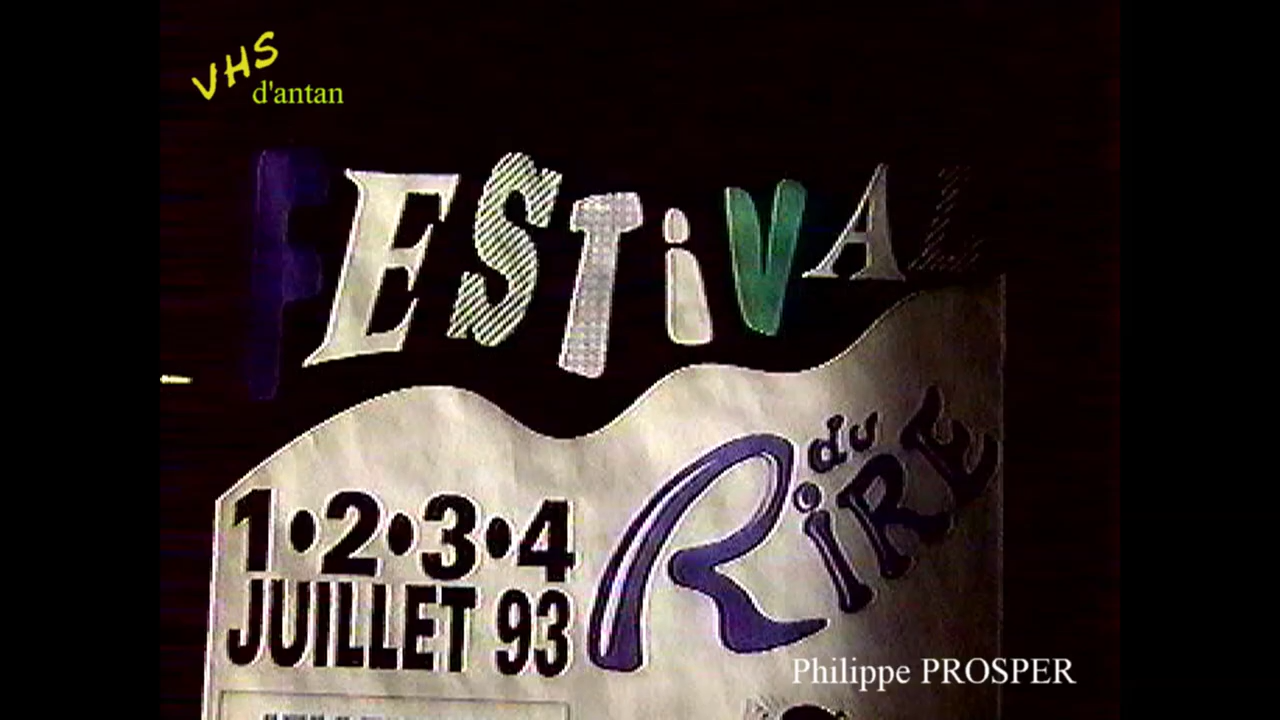 VHS
d'antan
FESTiVAL
du
RiRE
1•2•3•4
JUILLET 93
Philippe PROSPER